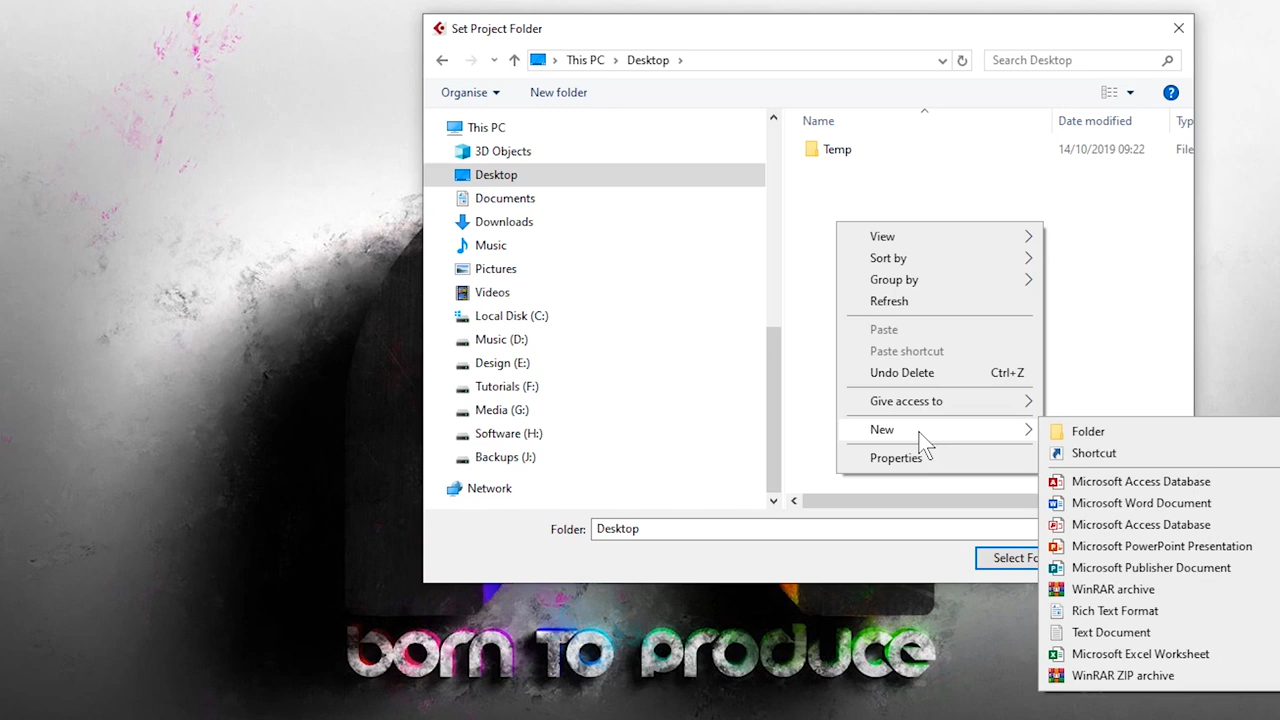 Set Project Folder
This PC
Desktop
Search Desktop
Organise
New folder
?
This PC
3D Objects
Desktop
Documents
Downloads
Music
Pictures
Videos
Local Disk (C:)
Music (D:)
Design (E:)
Tutorials (F:)
Media (G:)
Software (H:)
Backups (J:)
Network
Name
Date modified
Typ
Temp
14/10/2019 09:22
File
View
Sort by
Group by
Refresh
Paste
Paste shortcut
Undo Delete Ctrl+Z
Give access to
New
Properties
Folder
Shortcut
Microsoft Access Database
Microsoft Word Document
Microsoft Access Database
Microsoft PowerPoint Presentation
Microsoft Publisher Document
WinRAR archive
Rich Text Format
Text Document
Microsoft Excel Worksheet
WinRAR ZIP archive
Folder: Desktop
Select Fo
born to produce